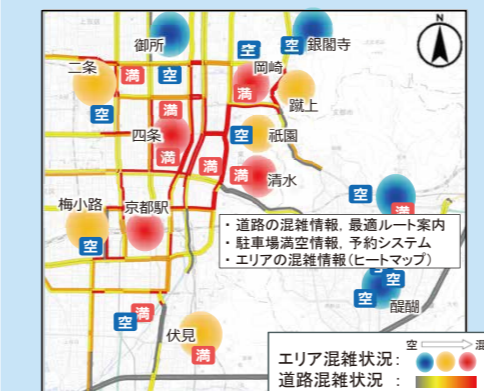 N
御所
空
空
銀閣寺
二条
満
空
岡崎
満
蹴上
空
満
四条
満
空
祇園
満
清水
空
満
梅小路
京都駅
空
・道路の混雑情報，最適ルート案内
・駐車場満空情報，予約システム
・エリアの混雑情報(ヒートマップ)
空
醍醐
満
空
伏見
満
空 混
エリア混雑状況：
道路混雑状況 ：